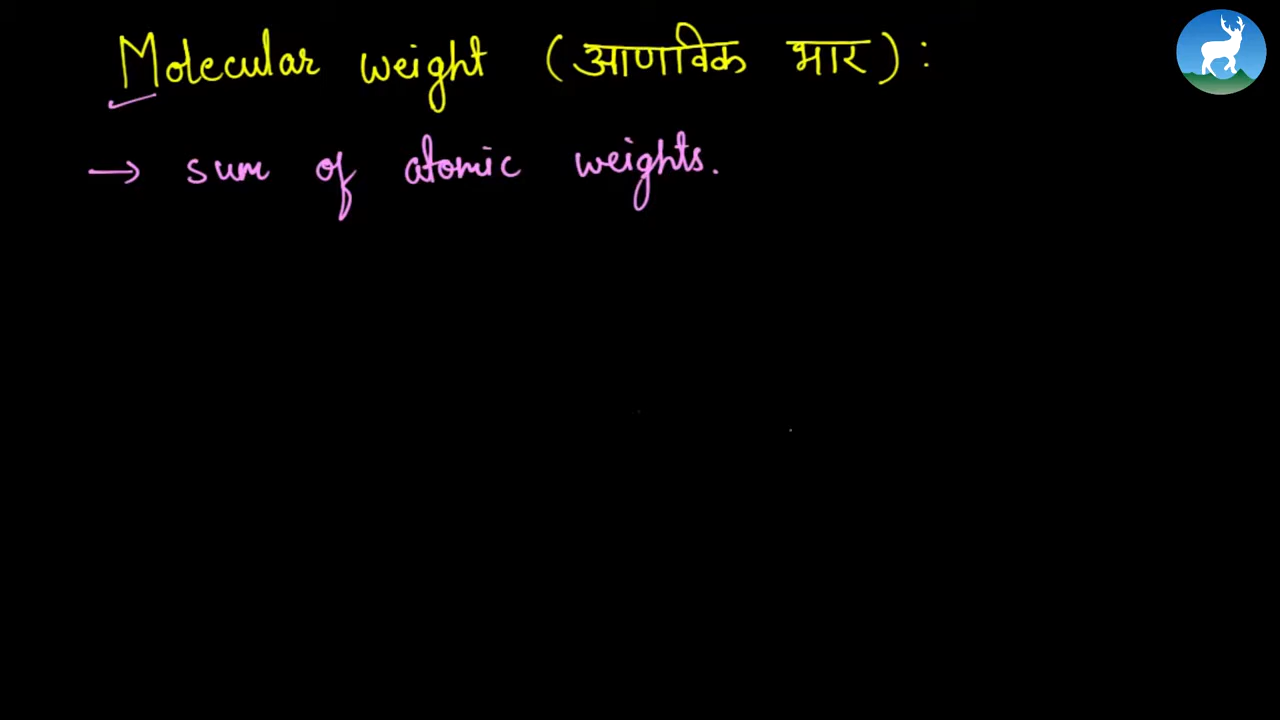 Molecular weight (आणविक भार) :
→ sum of atomic weights.